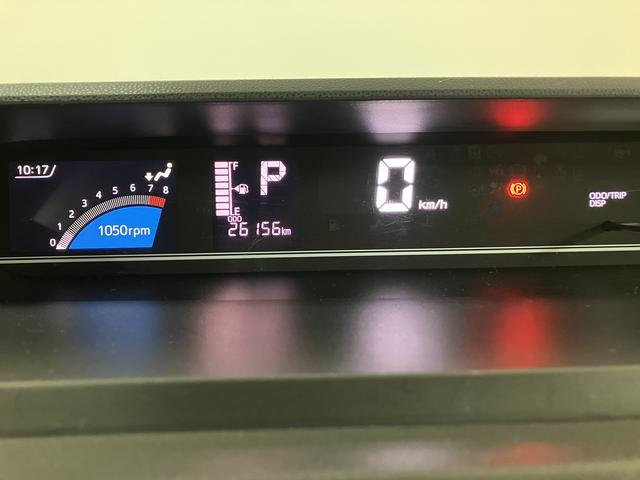 10:17
0 1 2 3 4 5 6 7 8
1050rpm
F
E
P
ODO
26156km
0 km/h
(P)
ODO/TRIP
DISP